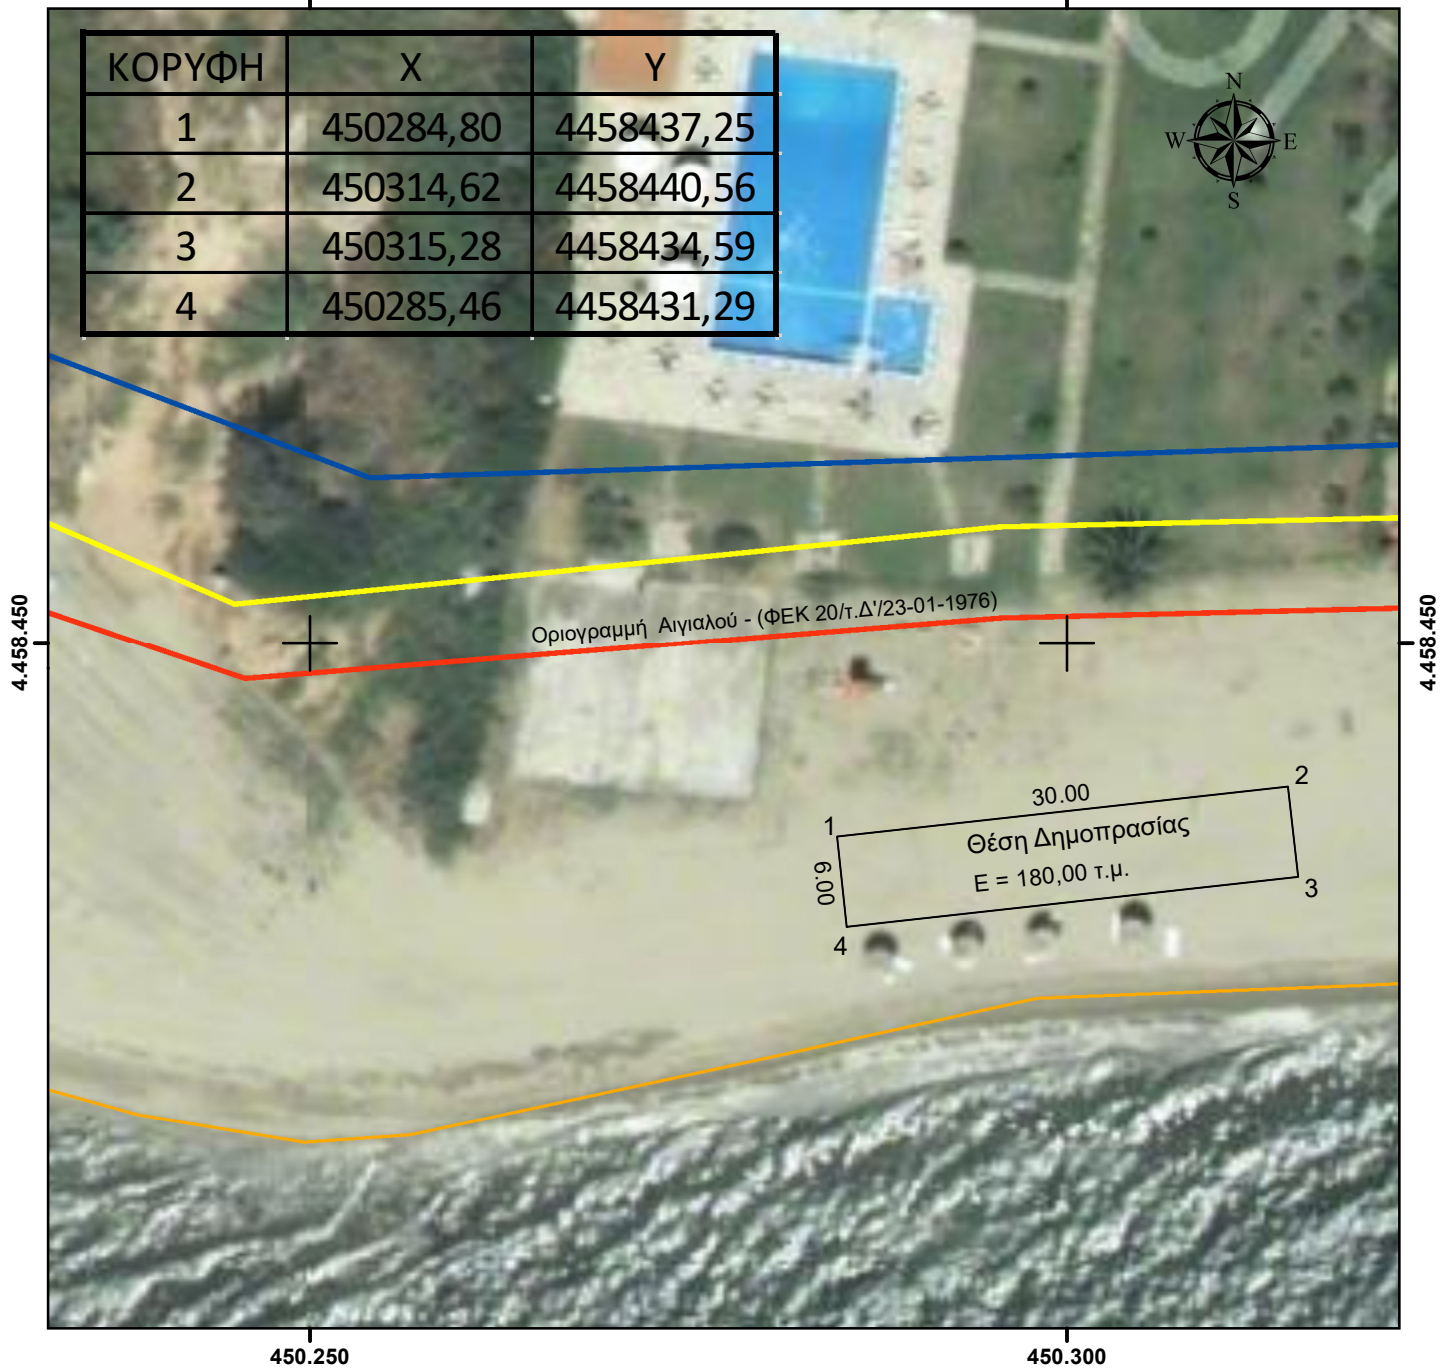 ΚΟΡΥΦΗ X Y
1 450284,80 4458437,25
2 450314,62 4458440,56
3 450315,28 4458434,59
4 450285,46 4458431,29
N
W E
S
Οριογραμμή Αιγιαλού - (ΦΕΚ 20/τ.Δ'/23-01-1976)
4.458.450 4.458.450
30.00
1 2
Θέση Δημοπρασίας
6.00
Ε = 180,00 τ.μ.
4 3
450.250 450.300